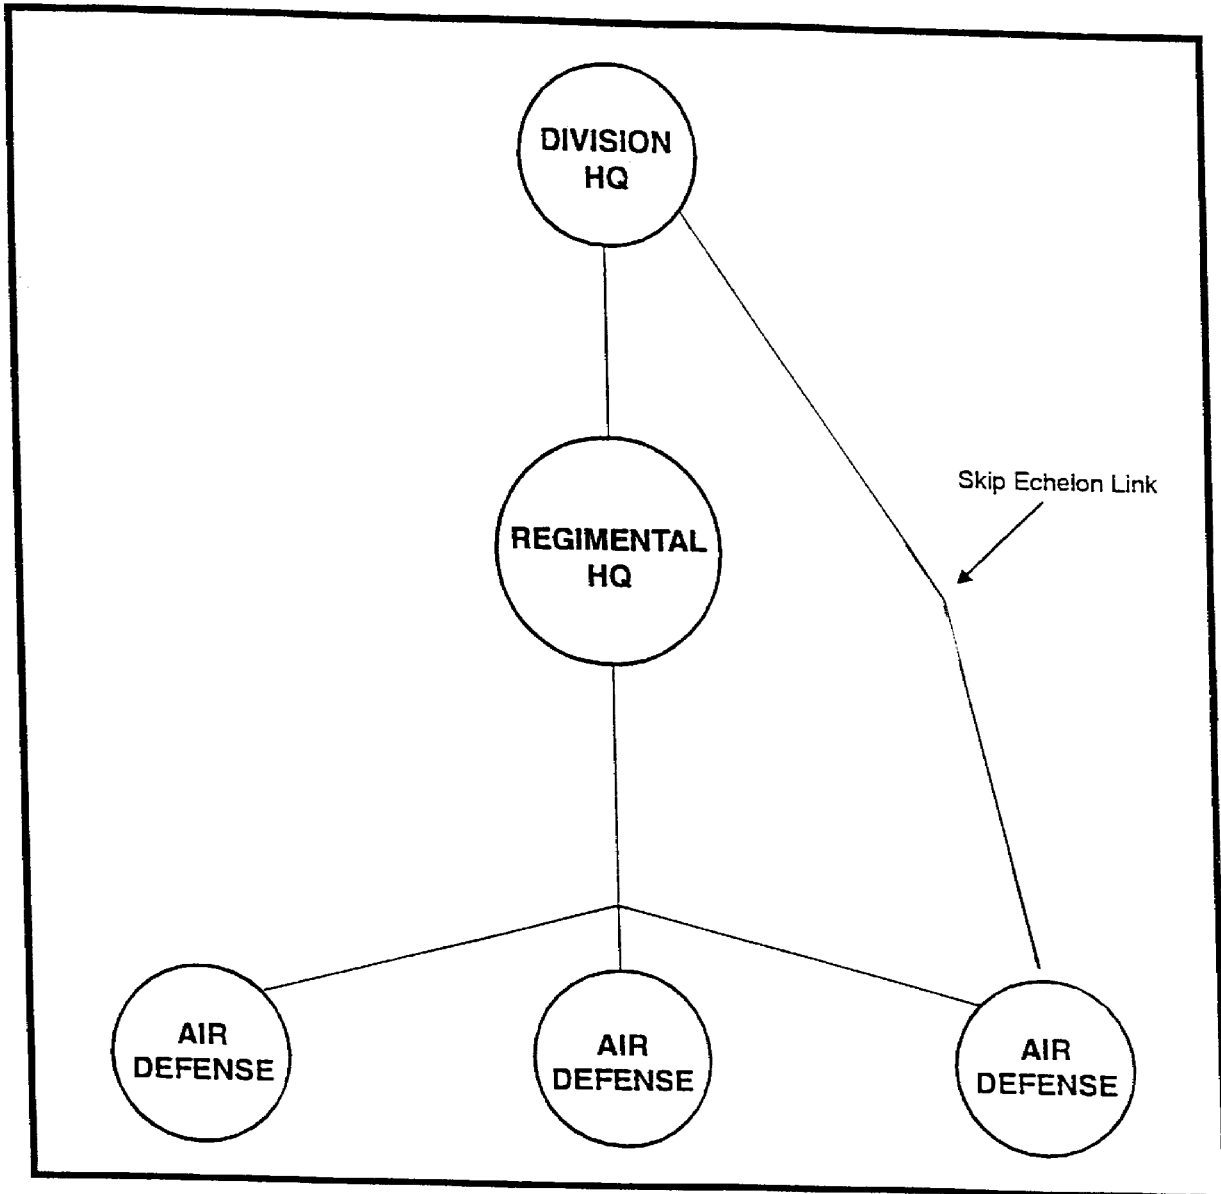 DIVISION
HQ
Skip Echelon Link
REGIMENTAL
HQ
AIR
DEFENSE
AIR
DEFENSE
AIR
DEFENSE